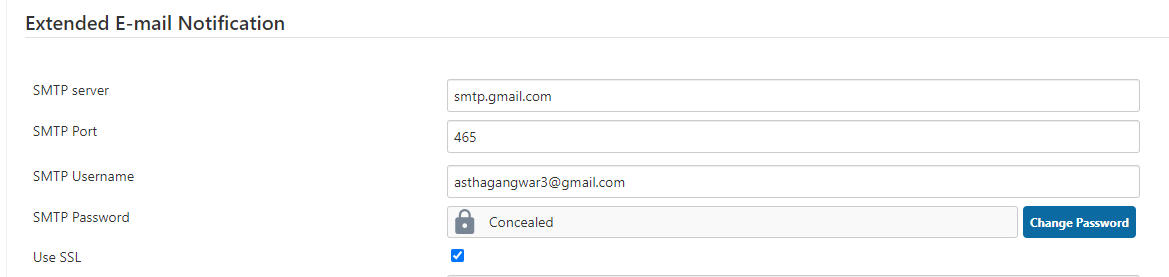 Extended E-mail Notification
SMTP server
smtp.gmail.com
SMTP Port
465
SMTP Username
asthagangwar3@gmail.com
SMTP Password
Concealed
Change Password
Use SSL